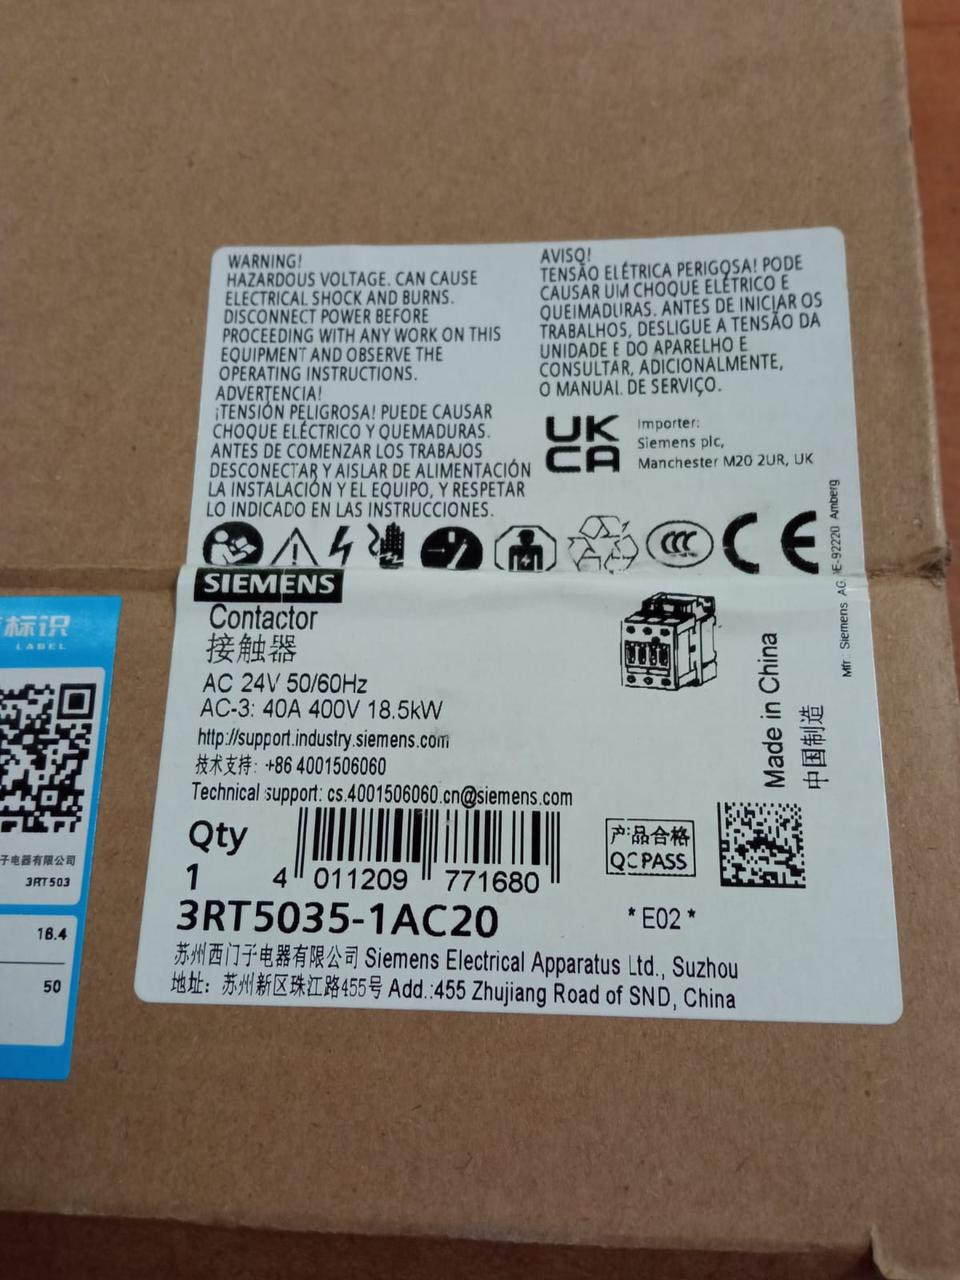 WARNING!
HAZARDOUS VOLTAGE. CAN CAUSE
ELECTRICAL SHOCK AND BURNS.
DISCONNECT POWER BEFORE
PROCEEDING WITH ANY WORK ON THIS
EQUIPMENT AND OBSERVE THE
OPERATING INSTRUCTIONS.
ADVERTENCIA!
¡TENSIÓN PELIGROSA! PUEDE CAUSAR
CHOQUE ELÉCTRICO Y QUEMADURAS.
ANTES DE COMENZAR LOS TRABAJOS
DESCONECTAR Y AISLAR DE ALIMENTACIÓN
LA INSTALACIÓN Y EL EQUIPO, Y RESPETAR
LO INDICADO EN LAS INSTRUCCIONES.
AVISO!
TENSÃO ELÉTRICA PERIGOSA! PODE
CAUSAR UM CHOQUE ELÉTRICO E
QUEIMADURAS. ANTES DE INICIAR OS
TRABALHOS, DESLIGUE A TENSÃO DA
UNIDADE E DO APARELHO E
CONSULTAR, ADICIONALMENTE,
O MANUAL DE SERVIÇO.
UK
CA
Importer:
Siemens plc,
Manchester M20 2UR, UK
CCC
CE
Mfr.: Siemens AG, DE-92220 Amberg
SIEMENS
Contactor
接触器
AC 24V 50/60Hz
AC-3: 40A 400V 18.5kW
http://support.industry.siemens.com
技术支持: +86 4001506060
Technical support: cs.4001506060.cn@siemens.com
Made in China
中国制造
Qty
1
4 011209 771680
产品合格
QC PASS
3RT5035-1AC20
* E02 *
苏州西门子电器有限公司 Siemens Electrical Apparatus Ltd., Suzhou
地址: 苏州新区珠江路455号 Add.:455 Zhujiang Road of SND, China
标识
LABEL
子电器有限公司
3RT503
18.4
50